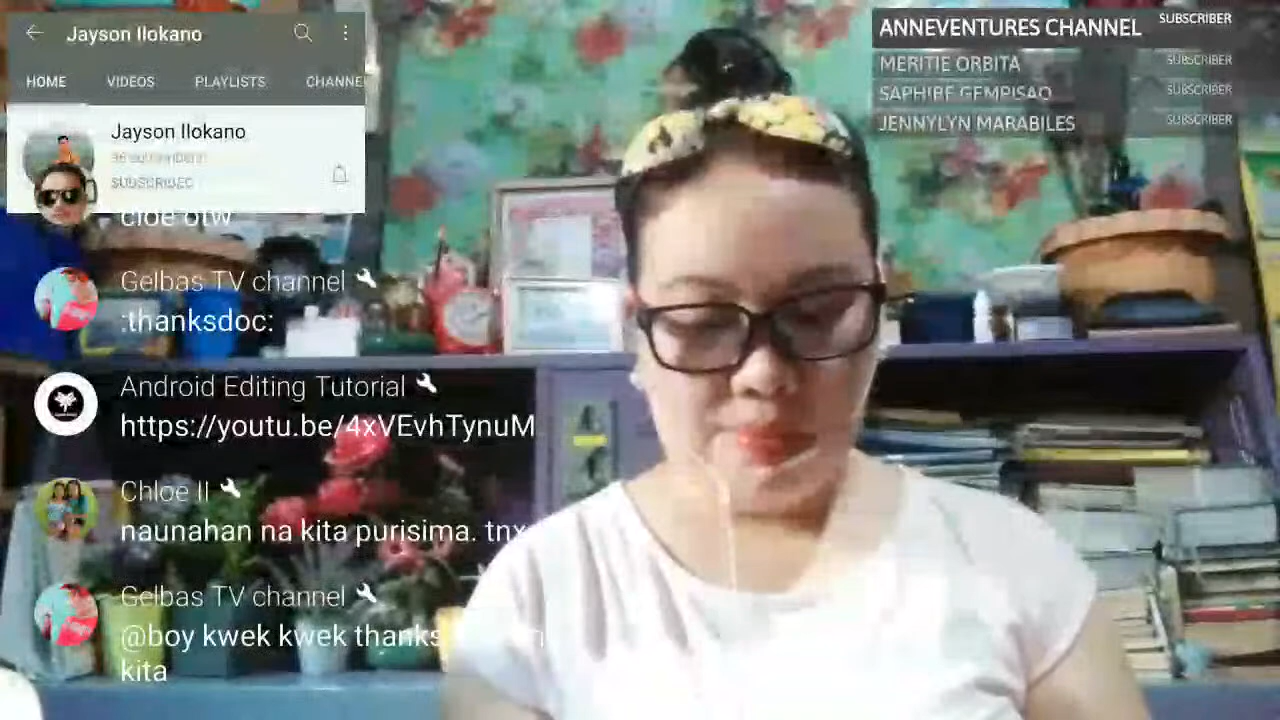 Jayson Ilokano
HOME VIDEOS PLAYLISTS CHANNE
Jayson Ilokano
SUBSCRIBED
cloe otw
Gelbas TV channel
:thanksdoc:
Android Editing Tutorial
https://youtu.be/4xVEvhTynuM
Chloe II
naunahan na kita purisima. tnx
Gelbas TV channel
@boy kwek kwek thanks
kita
ANNEVENTURES CHANNEL SUBSCRIBER
MERITIE ORBITA SUBSCRIBER
SAPHIRE GEMPISAO SUBSCRIBER
JENNYLYN MARABILES SUBSCRIBER